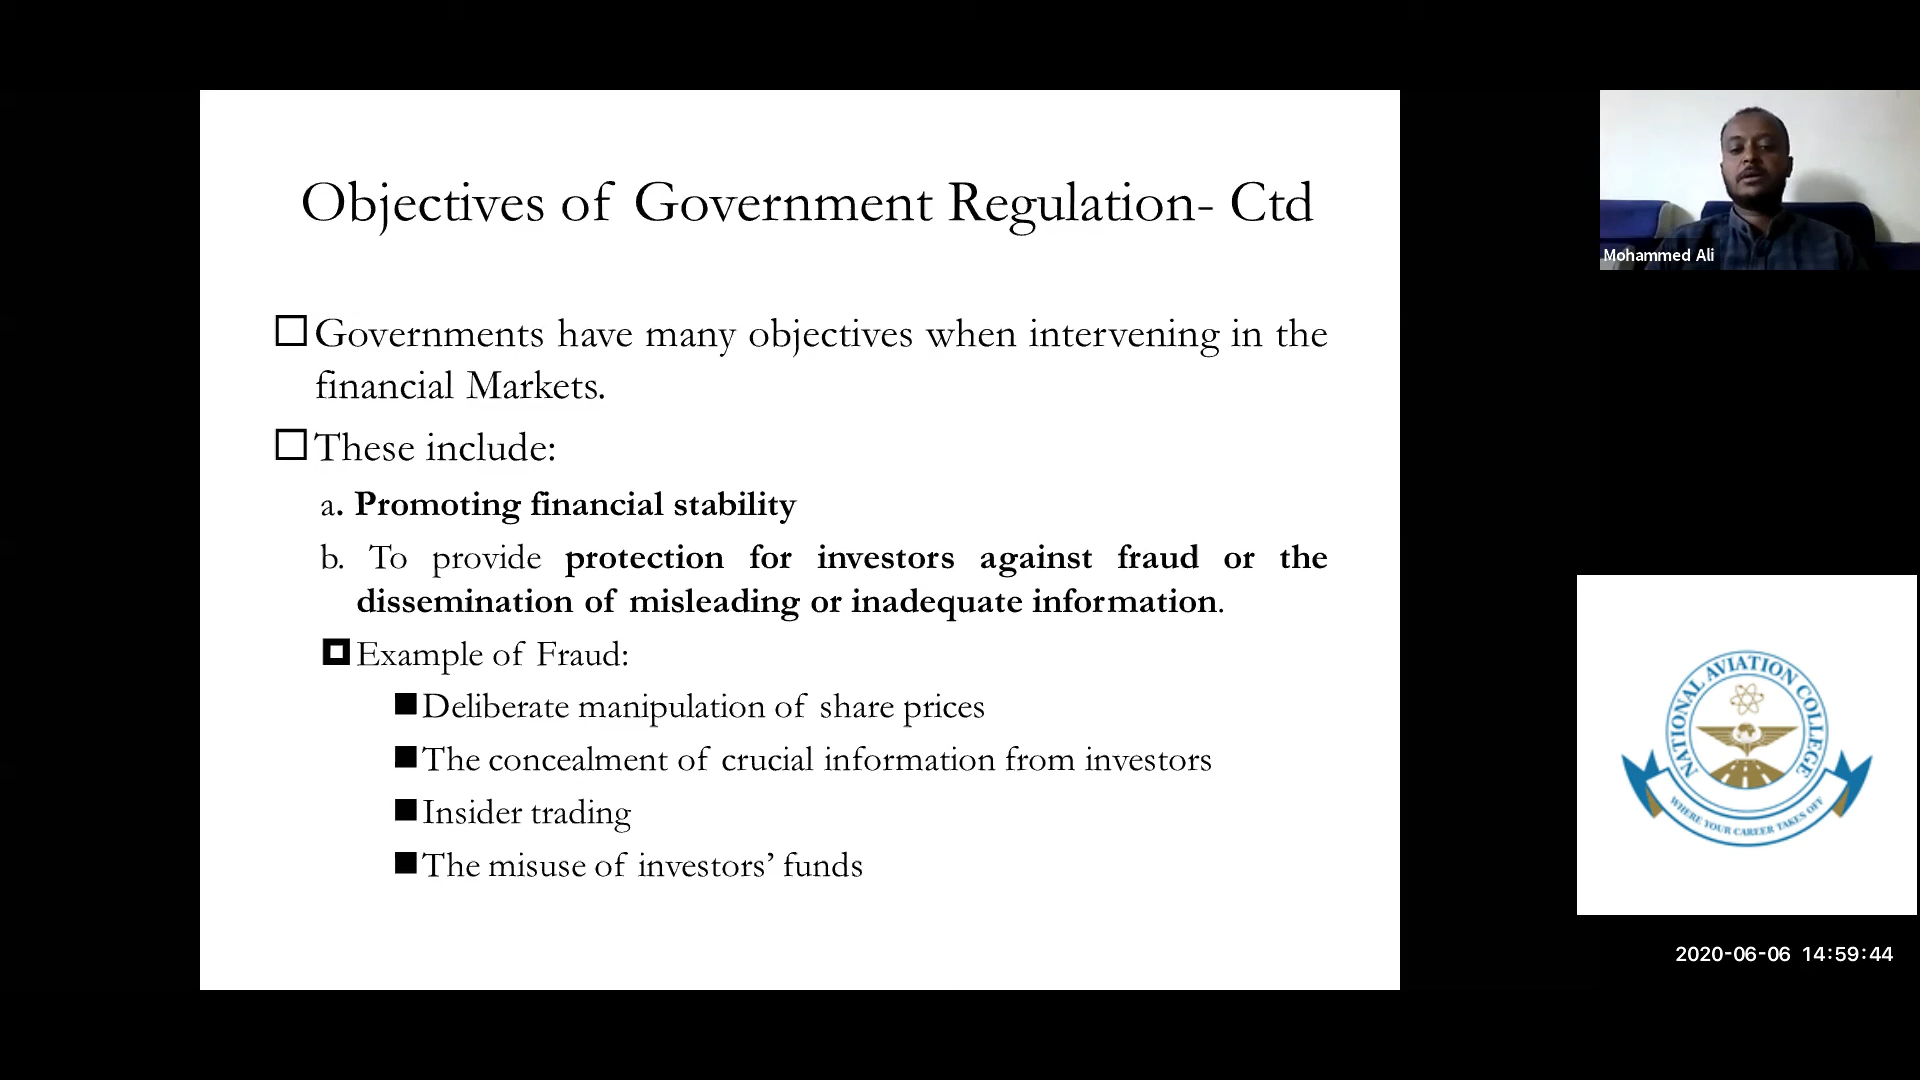 Objectives of Government Regulation- Ctd
Governments have many objectives when intervening in the
financial Markets.
These include:
a. Promoting financial stability
b. To provide protection for investors against fraud or the
dissemination of misleading or inadequate information.
Example of Fraud:
Deliberate manipulation of share prices
The concealment of crucial information from investors
Insider trading
The misuse of investors’ funds
Mohammed Ali
NATIONAL AVIATION COLLEGE
WHERE YOUR CAREER TAKES OFF
2020-06-06 14:59:44